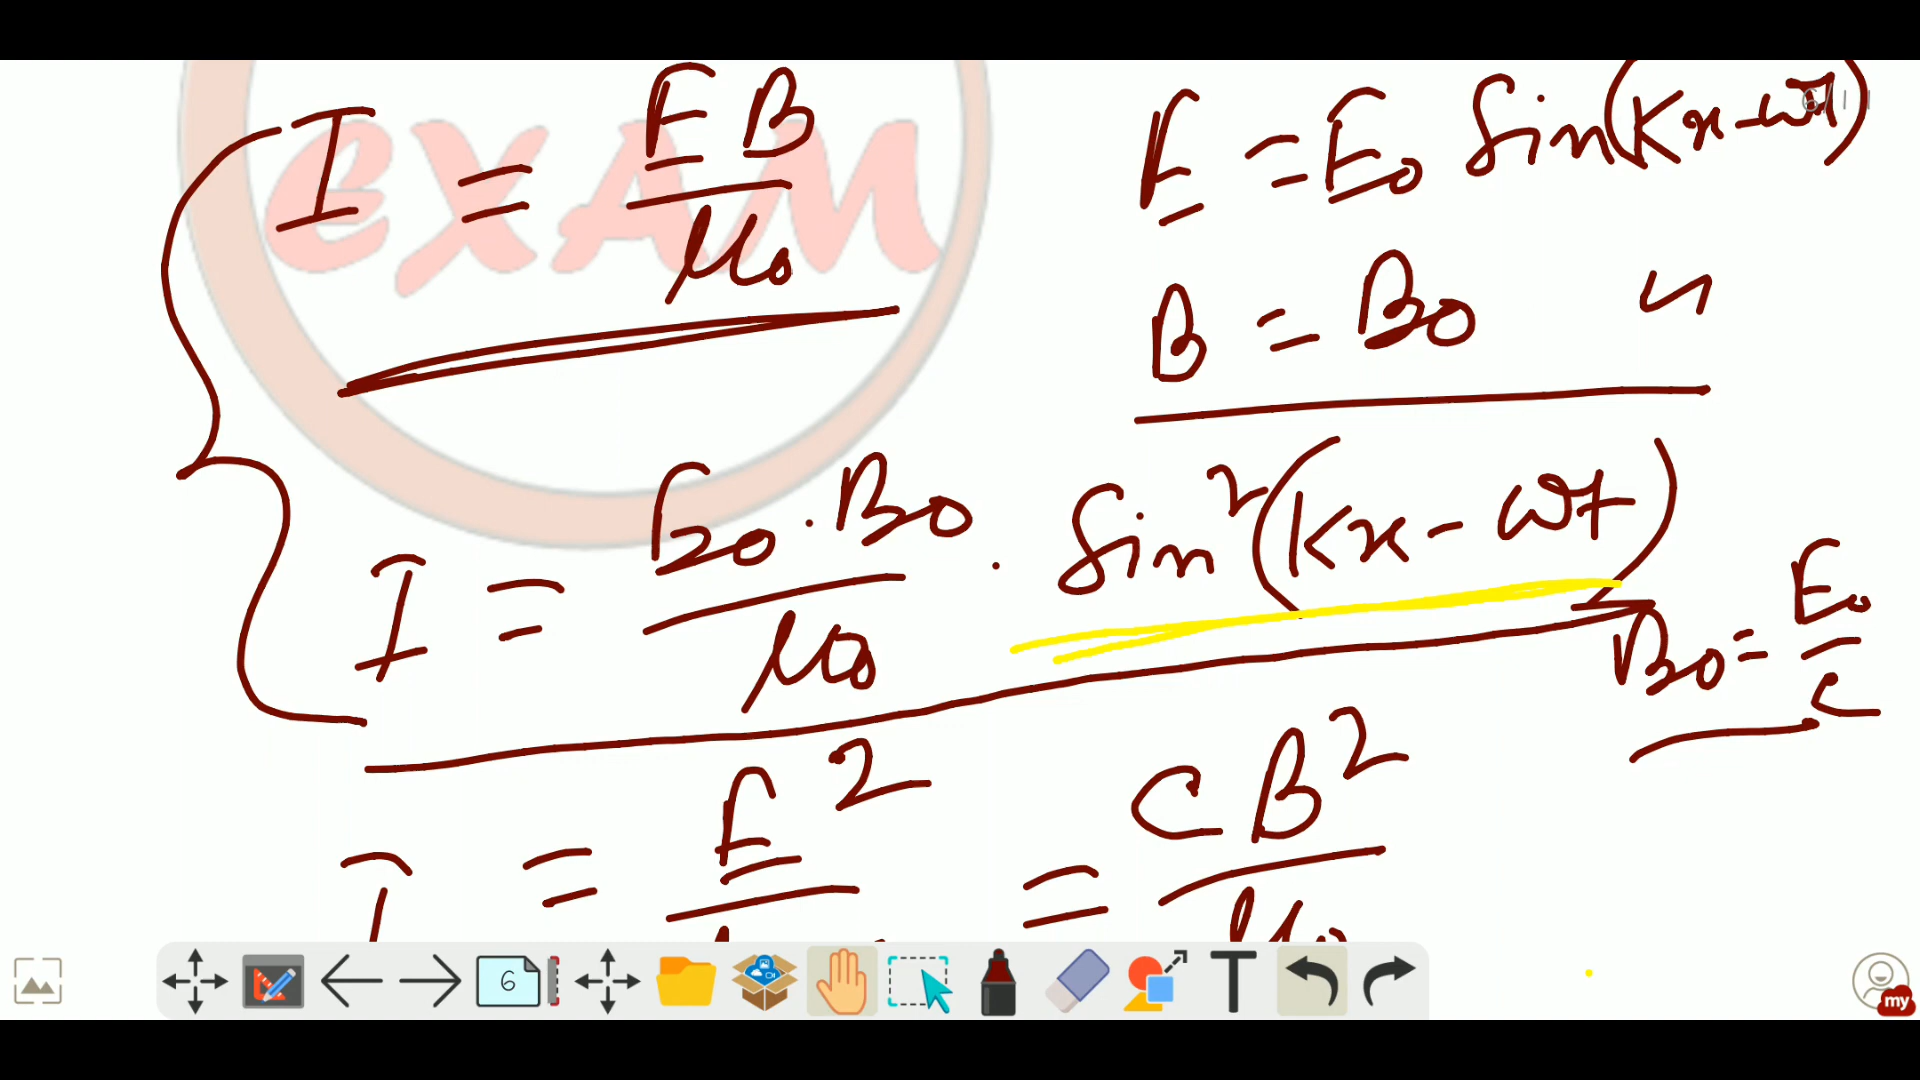 I = EB / μ₀
E = E₀ Sin(Kx - ωt)
B = B₀ "
I = E₀.B₀ / μ₀ . Sin²(Kx - ωt)
B₀ = E₀ / C
I = E² / = CB² / μ₀
eXAM
6
T
my